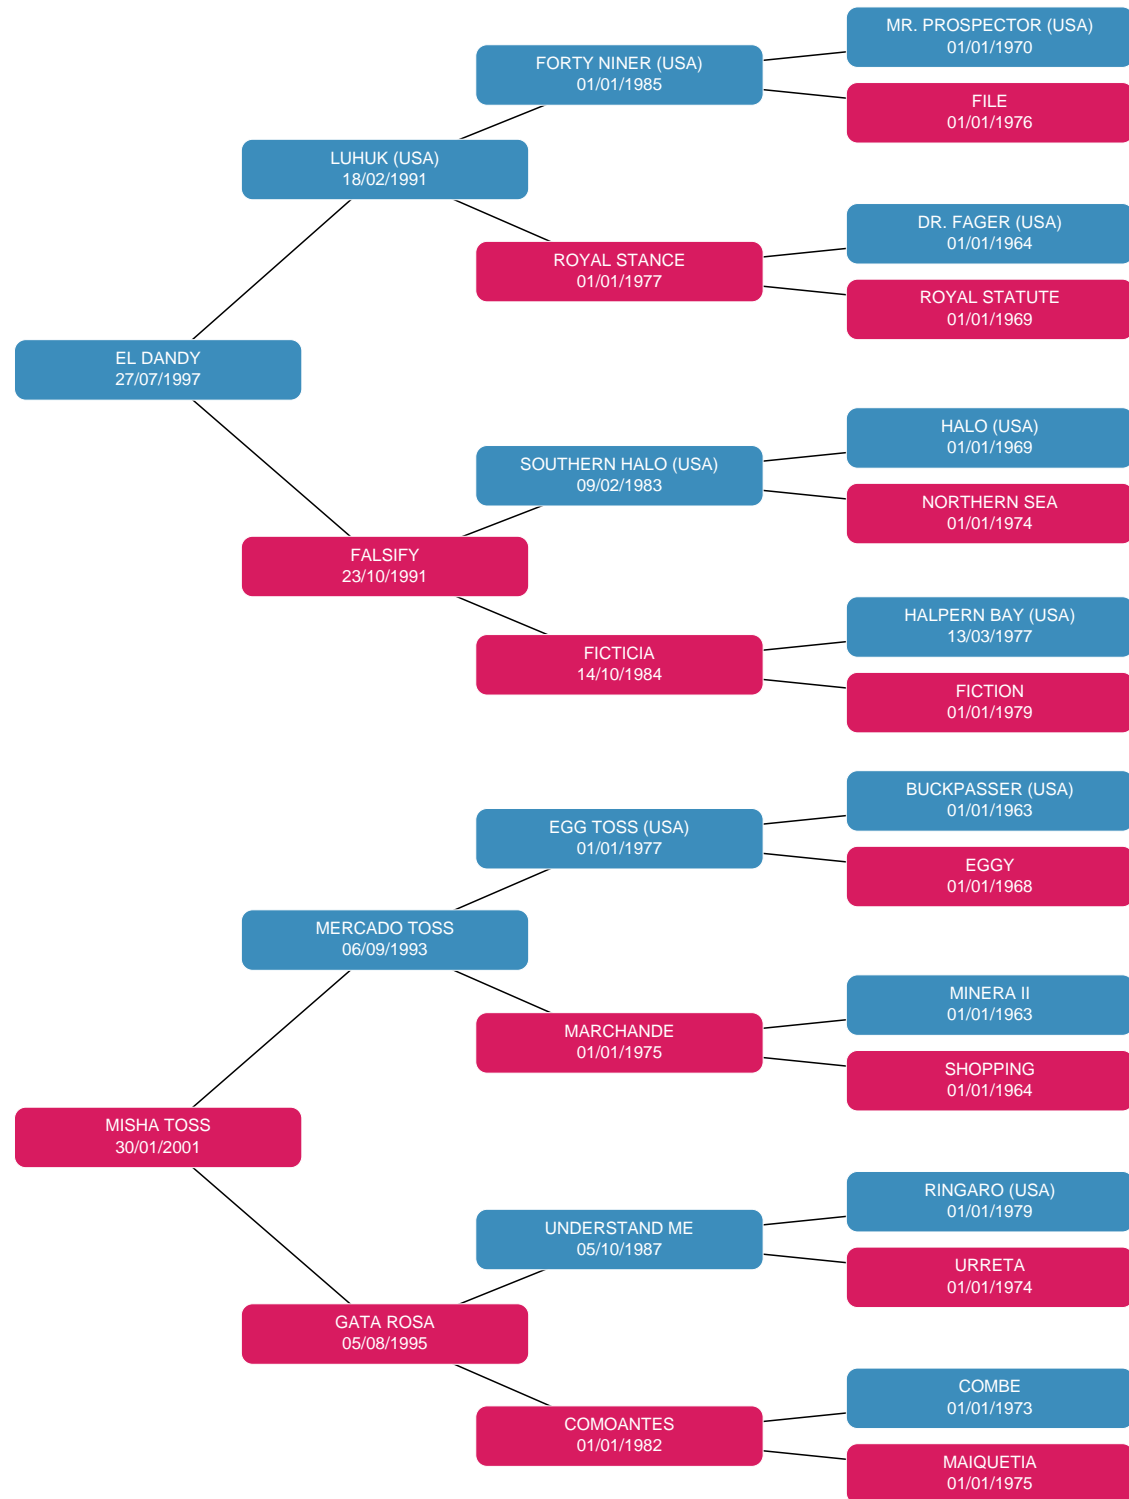 MR. PROSPECTOR (USA)
01/01/1970
FORTY NINER (USA)
01/01/1985
FILE
01/01/1976
LUHUK (USA)
18/02/1991
DR. FAGER (USA)
01/01/1964
ROYAL STANCE
01/01/1977
ROYAL STATUTE
01/01/1969
EL DANDY
27/07/1997
HALO (USA)
01/01/1969
SOUTHERN HALO (USA)
09/02/1983
NORTHERN SEA
01/01/1974
FALSIFY
23/10/1991
HALPERN BAY (USA)
13/03/1977
FICTICIA
14/10/1984
FICTION
01/01/1979
BUCKPASSER (USA)
01/01/1963
EGG TOSS (USA)
01/01/1977
EGGY
01/01/1968
MERCADO TOSS
06/09/1993
MINERA II
01/01/1963
MARCHANDE
01/01/1975
SHOPPING
01/01/1964
MISHA TOSS
30/01/2001
RINGARO (USA)
01/01/1979
UNDERSTAND ME
05/10/1987
URRETA
01/01/1974
GATA ROSA
05/08/1995
COMBE
01/01/1973
COMOANTES
01/01/1982
MAIQUETIA
01/01/1975